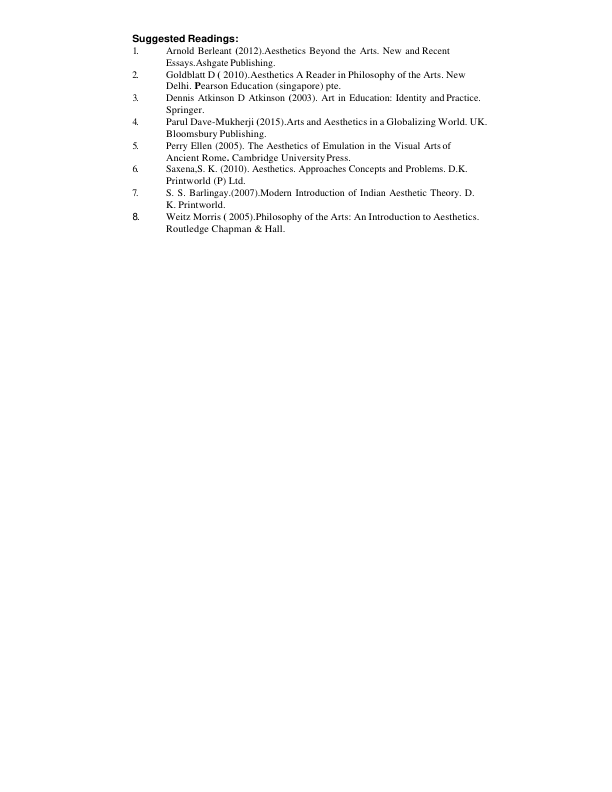 Suggested Readings:
1. Arnold Berleant (2012).Aesthetics Beyond the Arts. New and Recent
Essays.Ashgate Publishing.
2. Goldblatt D ( 2010).Aesthetics A Reader in Philosophy of the Arts. New
Delhi. Pearson Education (singapore) pte.
3. Dennis Atkinson D Atkinson (2003). Art in Education: Identity and Practice.
Springer.
4. Parul Dave-Mukherji (2015).Arts and Aesthetics in a Globalizing World. UK.
Bloomsbury Publishing.
5. Perry Ellen (2005). The Aesthetics of Emulation in the Visual Arts of
Ancient Rome. Cambridge University Press.
6. Saxena,S. K. (2010). Aesthetics. Approaches Concepts and Problems. D.K.
Printworld (P) Ltd.
7. S. S. Barlingay.(2007).Modern Introduction of Indian Aesthetic Theory. D.
K. Printworld.
8. Weitz Morris ( 2005).Philosophy of the Arts: An Introduction to Aesthetics.
Routledge Chapman & Hall.